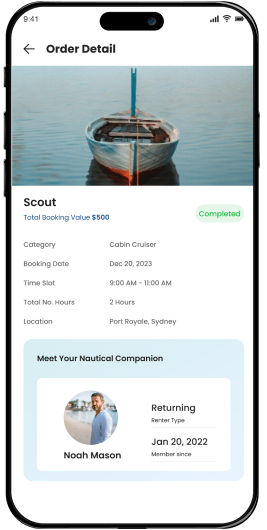 9:41
Order Detail
Scout
Total Booking Value $500
Completed
Category Cabin Cruiser
Booking Date Dec 20, 2023
Time Slot 9:00 AM - 11:00 AM
Total No. Hours 2 Hours
Location Port Royale, Sydney
Meet Your Nautical Companion
Returning
Renter Type
Jan 20, 2022
Member since
Noah Mason